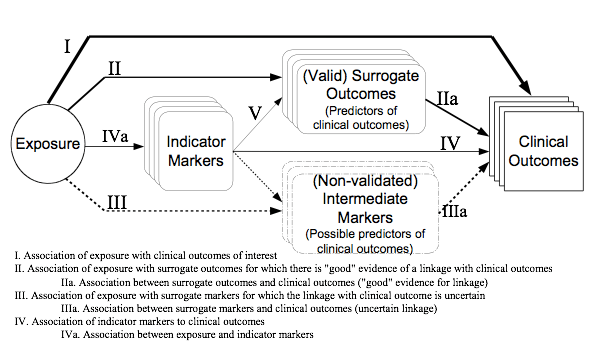 I
II
(Valid) Surrogate
Outcomes
(Predictors of
clinical outcomes)
IIa
V
Exposure
IVa
Indicator
Markers
IV
Clinical
Outcomes
III
(Non-validated)
Intermediate
Markers
(Possible predictors of
clinical outcomes)
IIIa
I. Association of exposure with clinical outcomes of interest
II. Association of exposure with surrogate outcomes for which there is "good" evidence of a linkage with clinical outcomes
IIa. Association between surrogate outcomes and clinical outcomes ("good" evidence for linkage)
III. Association of exposure with surrogate markers for which the linkage with clinical outcome is uncertain
IIIa. Association between surrogate markers and clinical outcomes (uncertain linkage)
IV. Association of indicator markers to clinical outcomes
IVa. Association between exposure and indicator markers